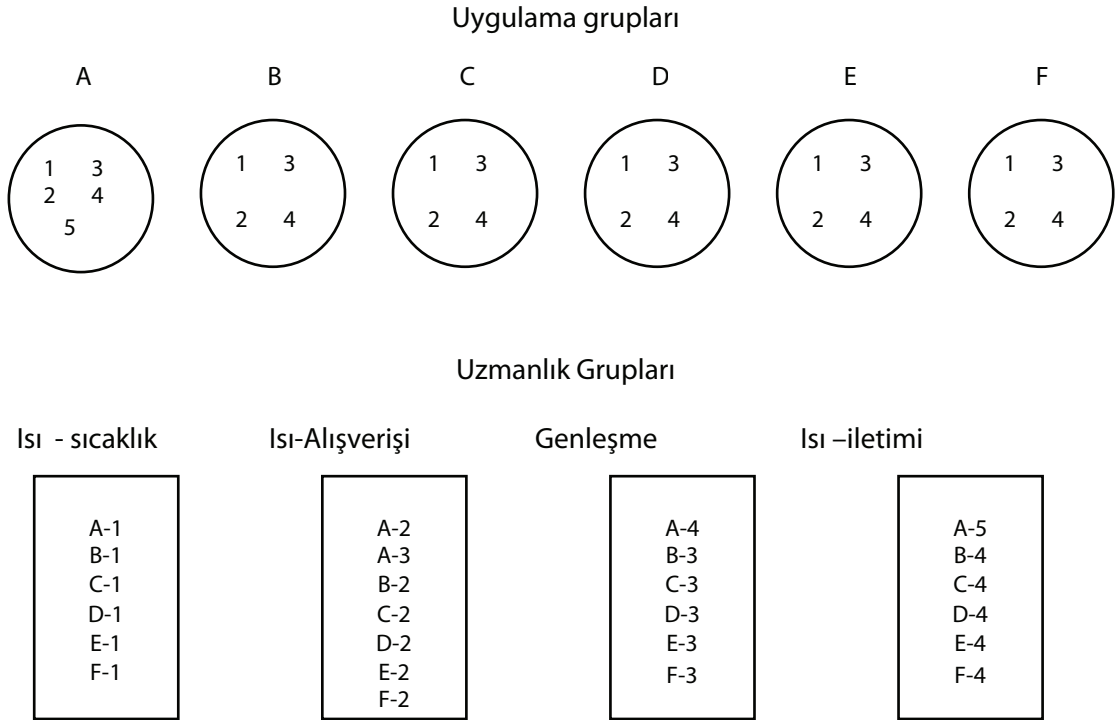 Uygulama grupları
A B C D E F
1 3 1 3 1 3 1 3 1 3 1 3
2 4 2 4 2 4 2 4 2 4 2 4
5
Uzmanlık Grupları
Isı - sıcaklık Isı-Alışverişi Genleşme Isı –iletimi
A-1 A-2 A-4 A-5
B-1 A-3 B-3 B-4
C-1 B-2 C-3 C-4
D-1 C-2 D-3 D-4
E-1 D-2 E-3 E-4
F-1 E-2 F-3 F-4
F-2